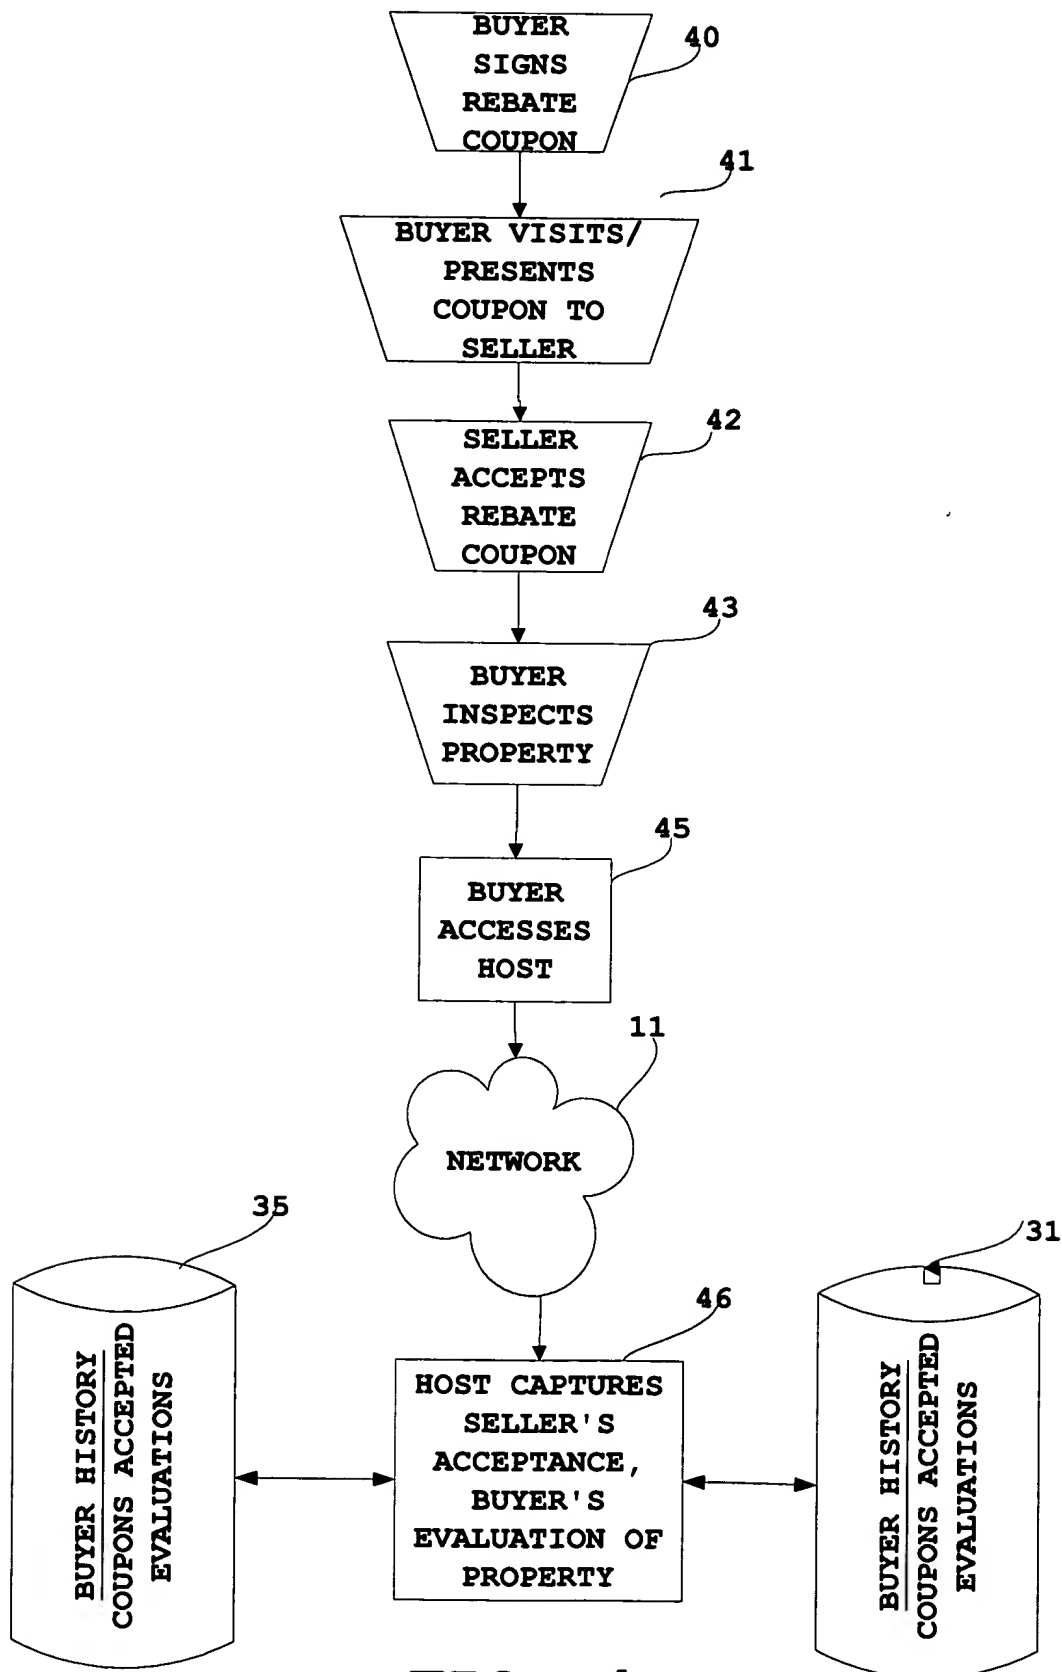 BUYER
SIGNS
REBATE
COUPON
40
41
BUYER VISITS/
PRESENTS
COUPON TO
SELLER
42
SELLER
ACCEPTS
REBATE
COUPON
43
BUYER
INSPECTS
PROPERTY
45
BUYER
ACCESSES
HOST
11
NETWORK
35
31
46
BUYER HISTORY
COUPONS ACCEPTED
EVALUATIONS
HOST CAPTURES
SELLER'S
ACCEPTANCE,
BUYER'S
EVALUATION OF
PROPERTY
BUYER HISTORY
COUPONS ACCEPTED
EVALUATIONS